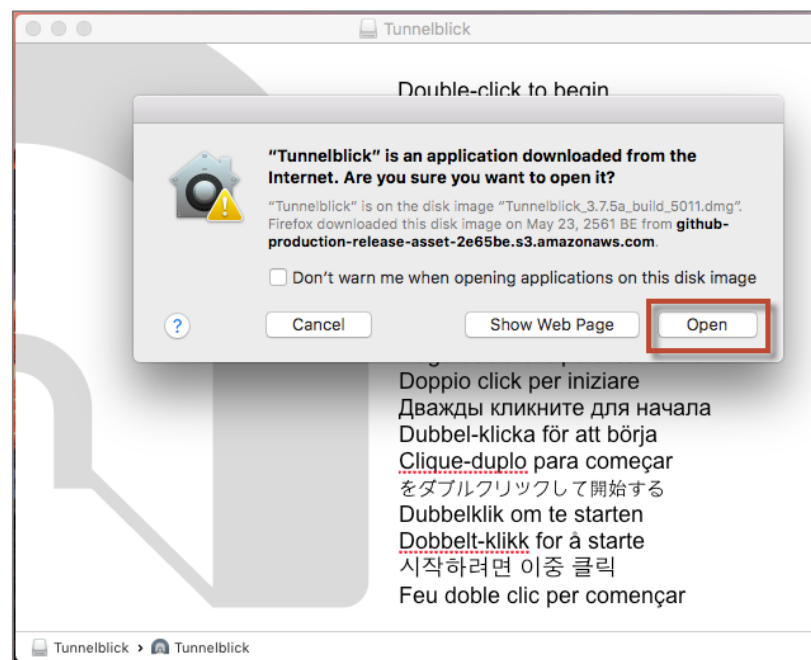 Tunnelblick
Double-click to begin
“Tunnelblick” is an application downloaded from the
Internet. Are you sure you want to open it?
“Tunnelblick” is on the disk image “Tunnelblick_3.7.5a_build_5011.dmg”.
Firefox downloaded this disk image on May 23, 2561 BE from github-
production-release-asset-2e65be.s3.amazonaws.com.
Don’t warn me when opening applications on this disk image
? Cancel Show Web Page Open
Doppio click per iniziare
Дважды кликните для начала
Dubbel-klicka för att börja
Clique-duplo para começar
をダブルクリックして開始する
Dubbelklik om te starten
Dobbelt-klikk for å starte
시작하려면 이중 클릭
Feu doble clic per començar
Tunnelblick › Tunnelblick